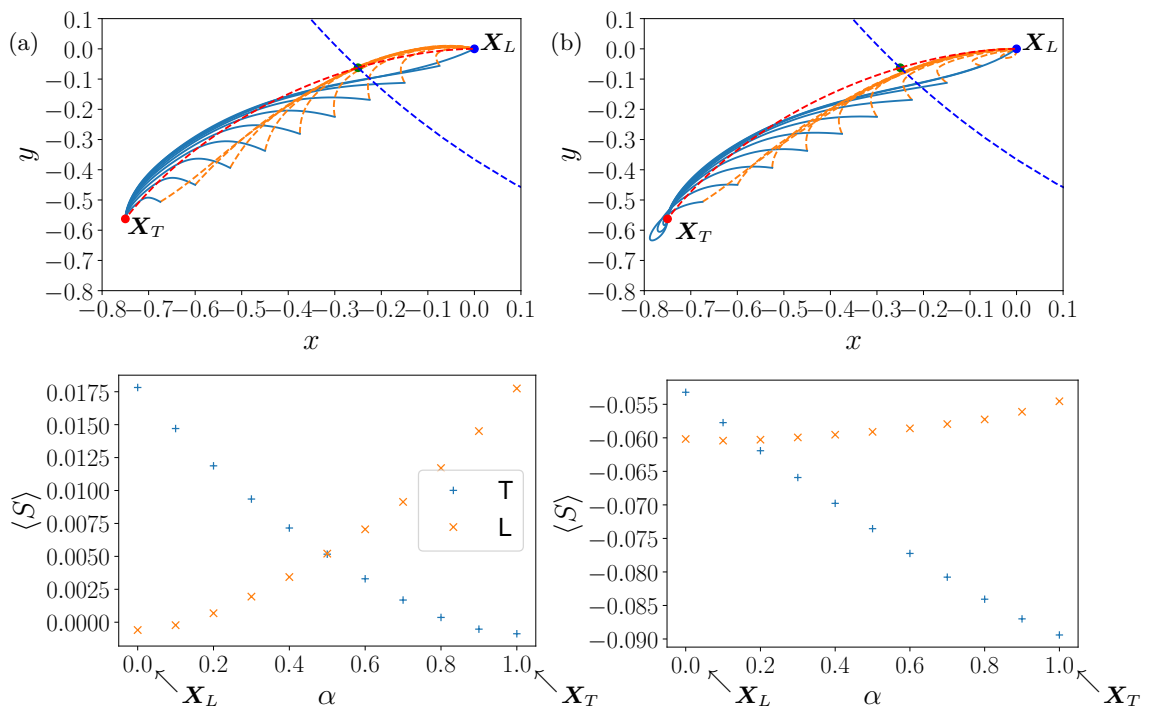 (a)
0.1
0.0
−0.1
−0.2
−0.3
−0.4
−0.5
−0.6
−0.7
−0.8
y
X_L
X_T
−0.8 −0.7 −0.6 −0.5 −0.4 −0.3 −0.2 −0.1 0.0 0.1
x
(b)
0.1
0.0
−0.1
−0.2
−0.3
−0.4
−0.5
−0.6
−0.7
−0.8
y
X_L
X_T
−0.8 −0.7 −0.6 −0.5 −0.4 −0.3 −0.2 −0.1 0.0 0.1
x
0.0175
0.0150
0.0125
0.0100
0.0075
0.0050
0.0025
0.0000
⟨S⟩
T
L
0.0 0.2 0.4 0.6 0.8 1.0
X_L α X_T
−0.055
−0.060
−0.065
−0.070
−0.075
−0.080
−0.085
−0.090
⟨S⟩
0.0 0.2 0.4 0.6 0.8 1.0
X_L α X_T